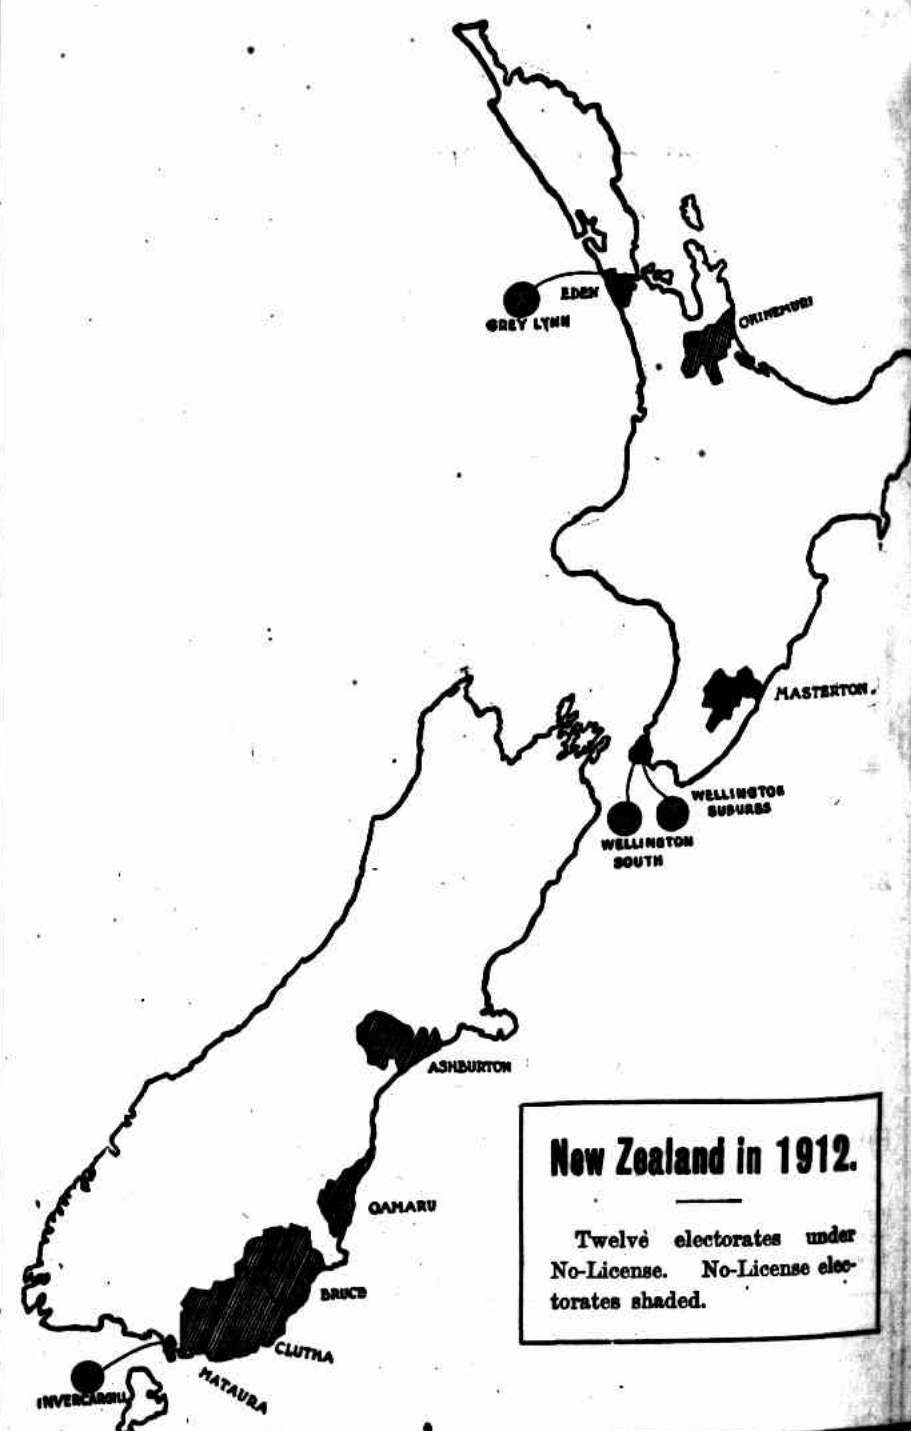 EDEN
GREY LYNN
OHINEMURI
MASTERTON.
WELLINGTON
SUBURBS
WELLINGTON
SOUTH
ASHBURTON
OAMARU
BRUCE
CLUTHA
MATAURA
INVERCARGILL
New Zealand in 1912.
Twelve electorates under
No-License. No-License elec-
torates shaded.